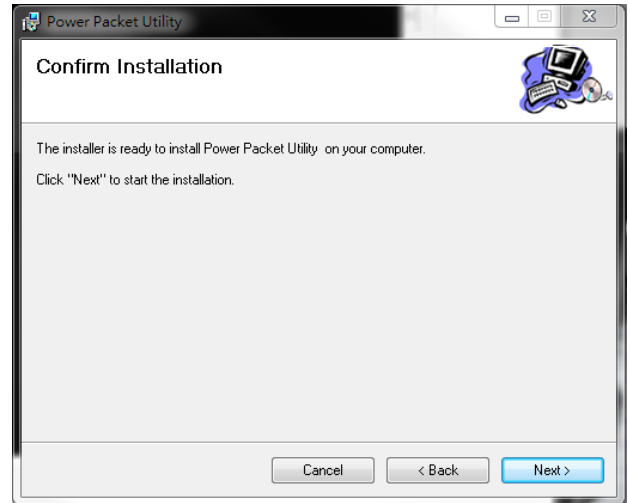 Power Packet Utility
Confirm Installation
The installer is ready to install Power Packet Utility  on your computer.
Click "Next" to start the installation.
Cancel
< Back
Next >